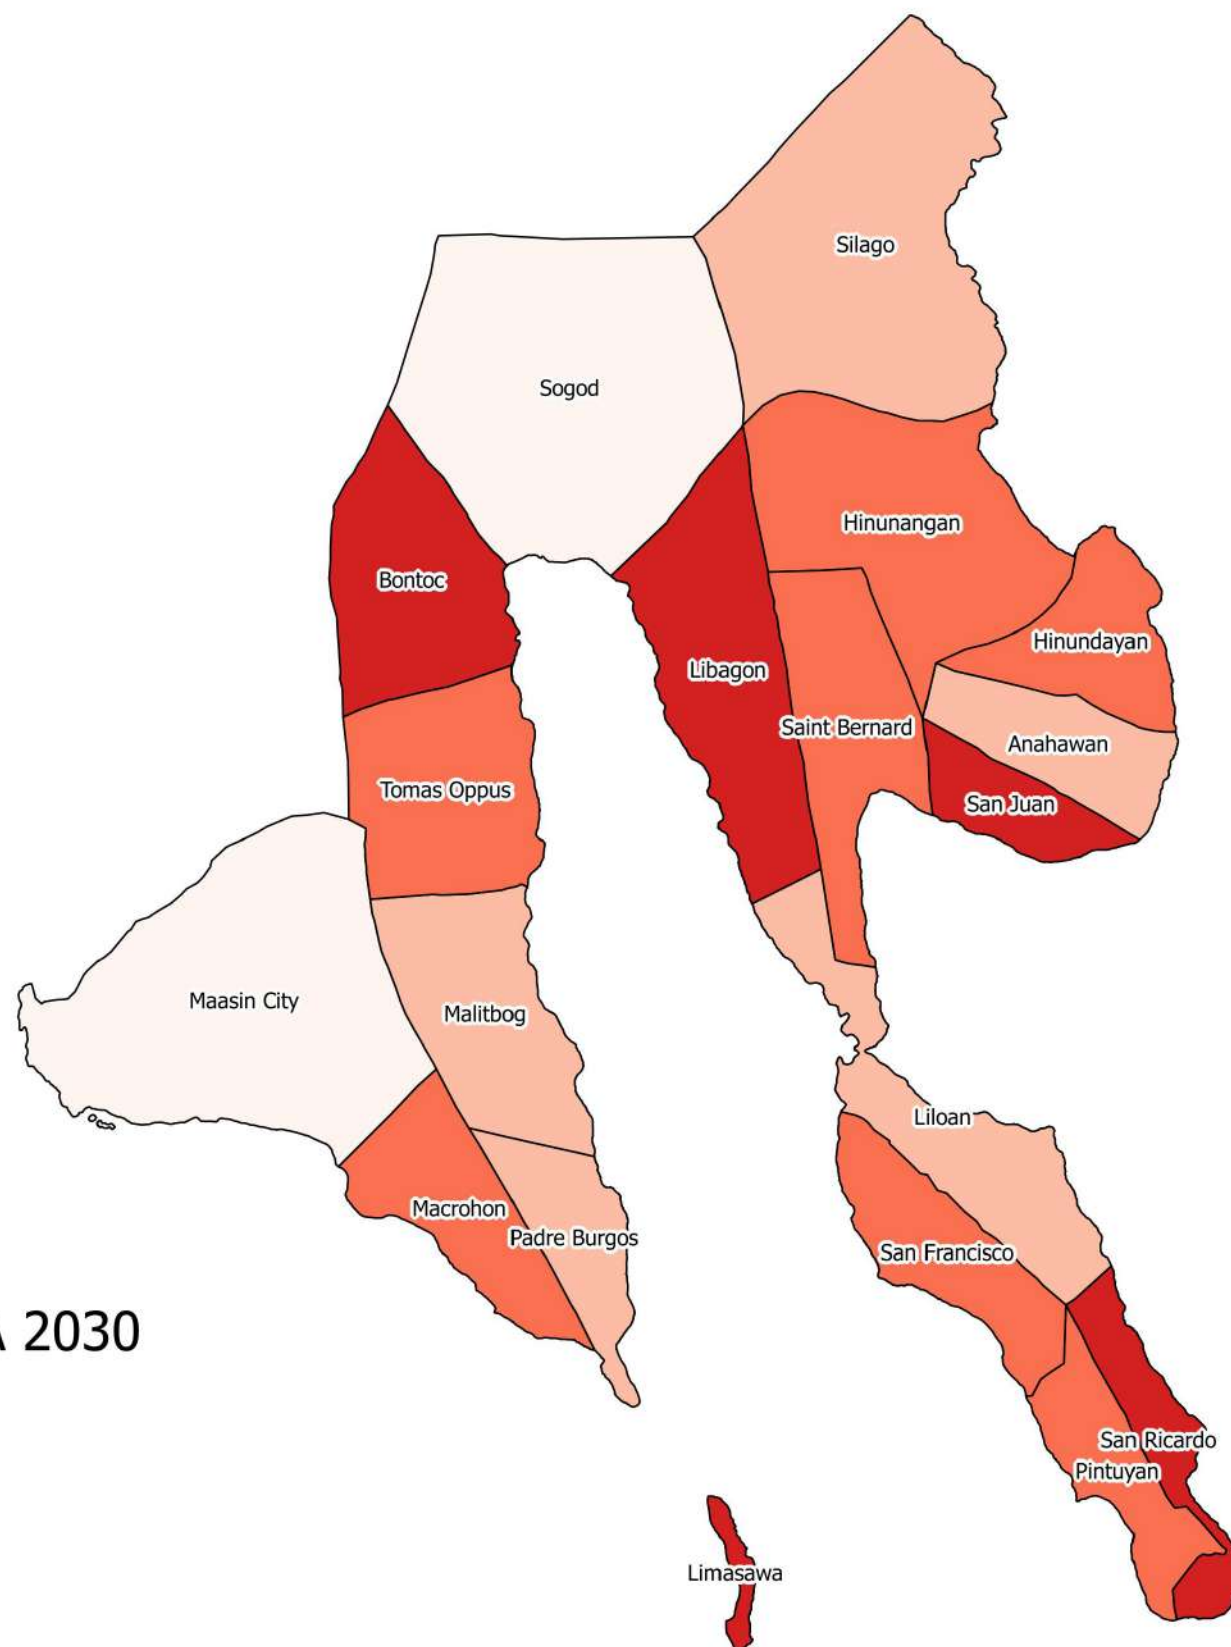 Silago
Sogod
Hinunangan
Bontoc
Hinundayan
Libagon
Saint Bernard
Anahawan
Tomas Oppus
San Juan
Maasin City
Malitbog
Liloan
Macrohon
Padre Burgos
San Francisco
2030
San Ricardo
Pintuyan
Limasawa